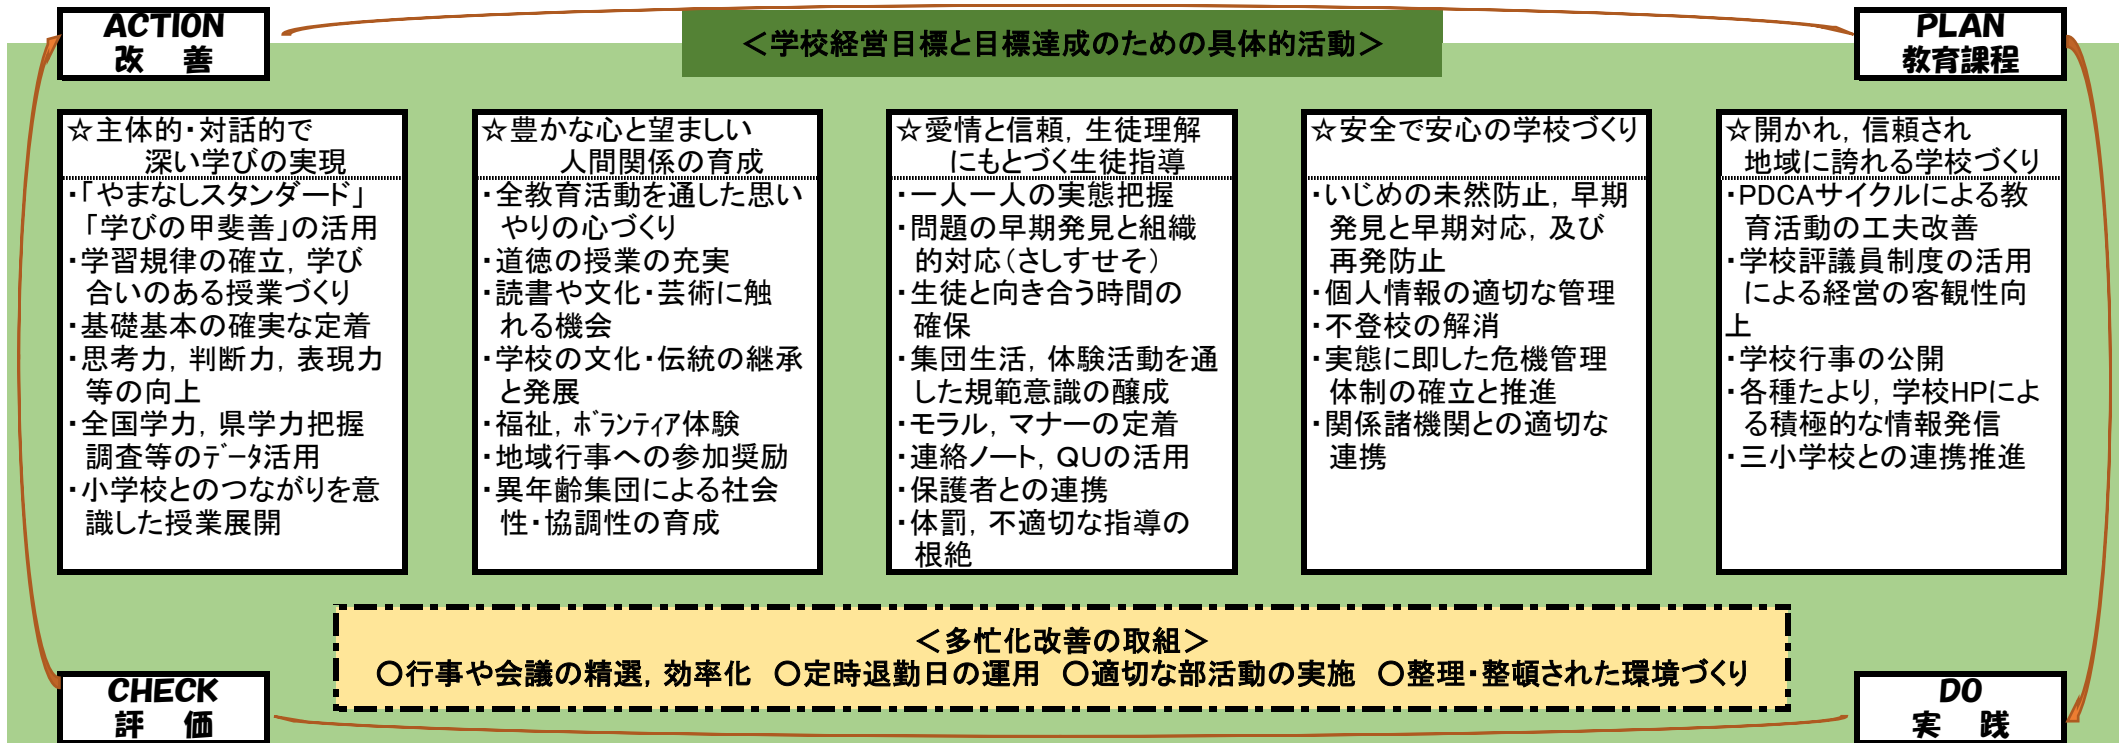 ACTION
改　善
＜学校経営目標と目標達成のための具体的活動＞
PLAN
教育課程
☆主体的・対話的で
深い学びの実現
・「やまなしスタンダード」
「学びの甲斐善」の活用
・学習規律の確立，学び
合いのある授業づくり
・基礎基本の確実な定着
・思考力，判断力，表現力
等の向上
・全国学力，県学力把握
調査等のﾃﾞｰﾀ活用
・小学校とのつながりを意
識した授業展開
☆豊かな心と望ましい
人間関係の育成
・全教育活動を通した思い
やりの心づくり
・道徳の授業の充実
・読書や文化・芸術に触
れる機会
・学校の文化・伝統の継承
と発展
・福祉，ﾎﾞﾗﾝﾃｨｱ体験
・地域行事への参加奨励
・異年齢集団による社会
性・協調性の育成
☆愛情と信頼，生徒理解
にもとづく生徒指導
・一人一人の実態把握
・問題の早期発見と組織
的対応（さしすせそ）
・生徒と向き合う時間の
確保
・集団生活，体験活動を通
した規範意識の醸成
・モラル，マナーの定着
・連絡ノート，ＱＵの活用
・保護者との連携
・体罰，不適切な指導の
根絶
☆安全で安心の学校づくり
・いじめの未然防止，早期
発見と早期対応，及び
再発防止
・個人情報の適切な管理
・不登校の解消
・実態に即した危機管理
体制の確立と推進
・関係諸機関との適切な
連携
☆開かれ，信頼され
地域に誇れる学校づくり
・PDCAサイクルによる教
育活動の工夫改善
・学校評議員制度の活用
による経営の客観性向
上
・学校行事の公開
・各種たより，学校HPによ
る積極的な情報発信
・三小学校との連携推進
＜多忙化改善の取組＞
○行事や会議の精選，効率化　○定時退勤日の運用　○適切な部活動の実施　○整理・整頓された環境づくり
CHECK
評　価
DO
実　践